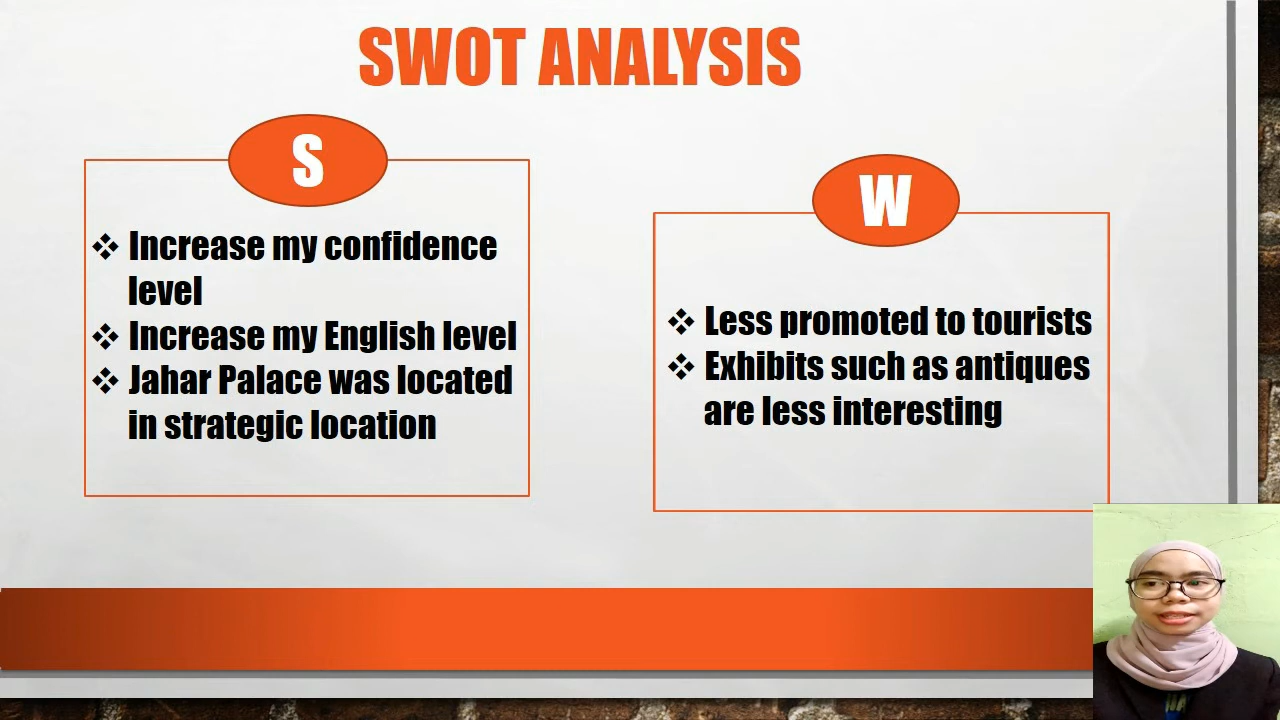 SWOT ANALYSIS
S
❖ Increase my confidence
level
❖ Increase my English level
❖ Jahar Palace was located
in strategic location
W
❖ Less promoted to tourists
❖ Exhibits such as antiques
are less interesting